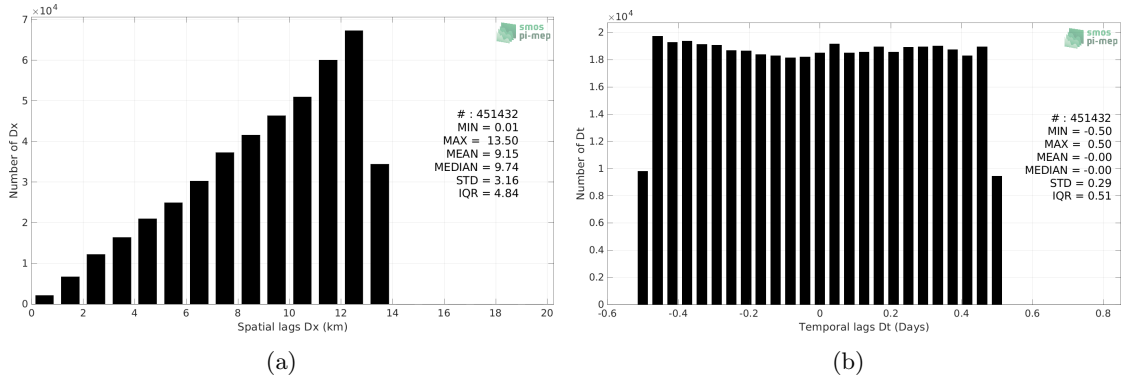 ×10⁴
7
6
5
4
3
2
1
0
Number of Dx
0 2 4 6 8 10 12 14 16 18 20
Spatial lags Dx (km)
smos
pi-mep
# : 451432
MIN = 0.01
MAX = 13.50
MEAN = 9.15
MEDIAN = 9.74
STD = 3.16
IQR = 4.84
(a)
×10⁴
2
1.8
1.6
1.4
1.2
1
0.8
0.6
0.4
0.2
0
Number of Dt
-0.6 -0.4 -0.2 0 0.2 0.4 0.6 0.8
Temporal lags Dt (Days)
smos
pi-mep
# : 451432
MIN = -0.50
MAX = 0.50
MEAN = -0.00
MEDIAN = -0.00
STD = 0.29
IQR = 0.51
(b)